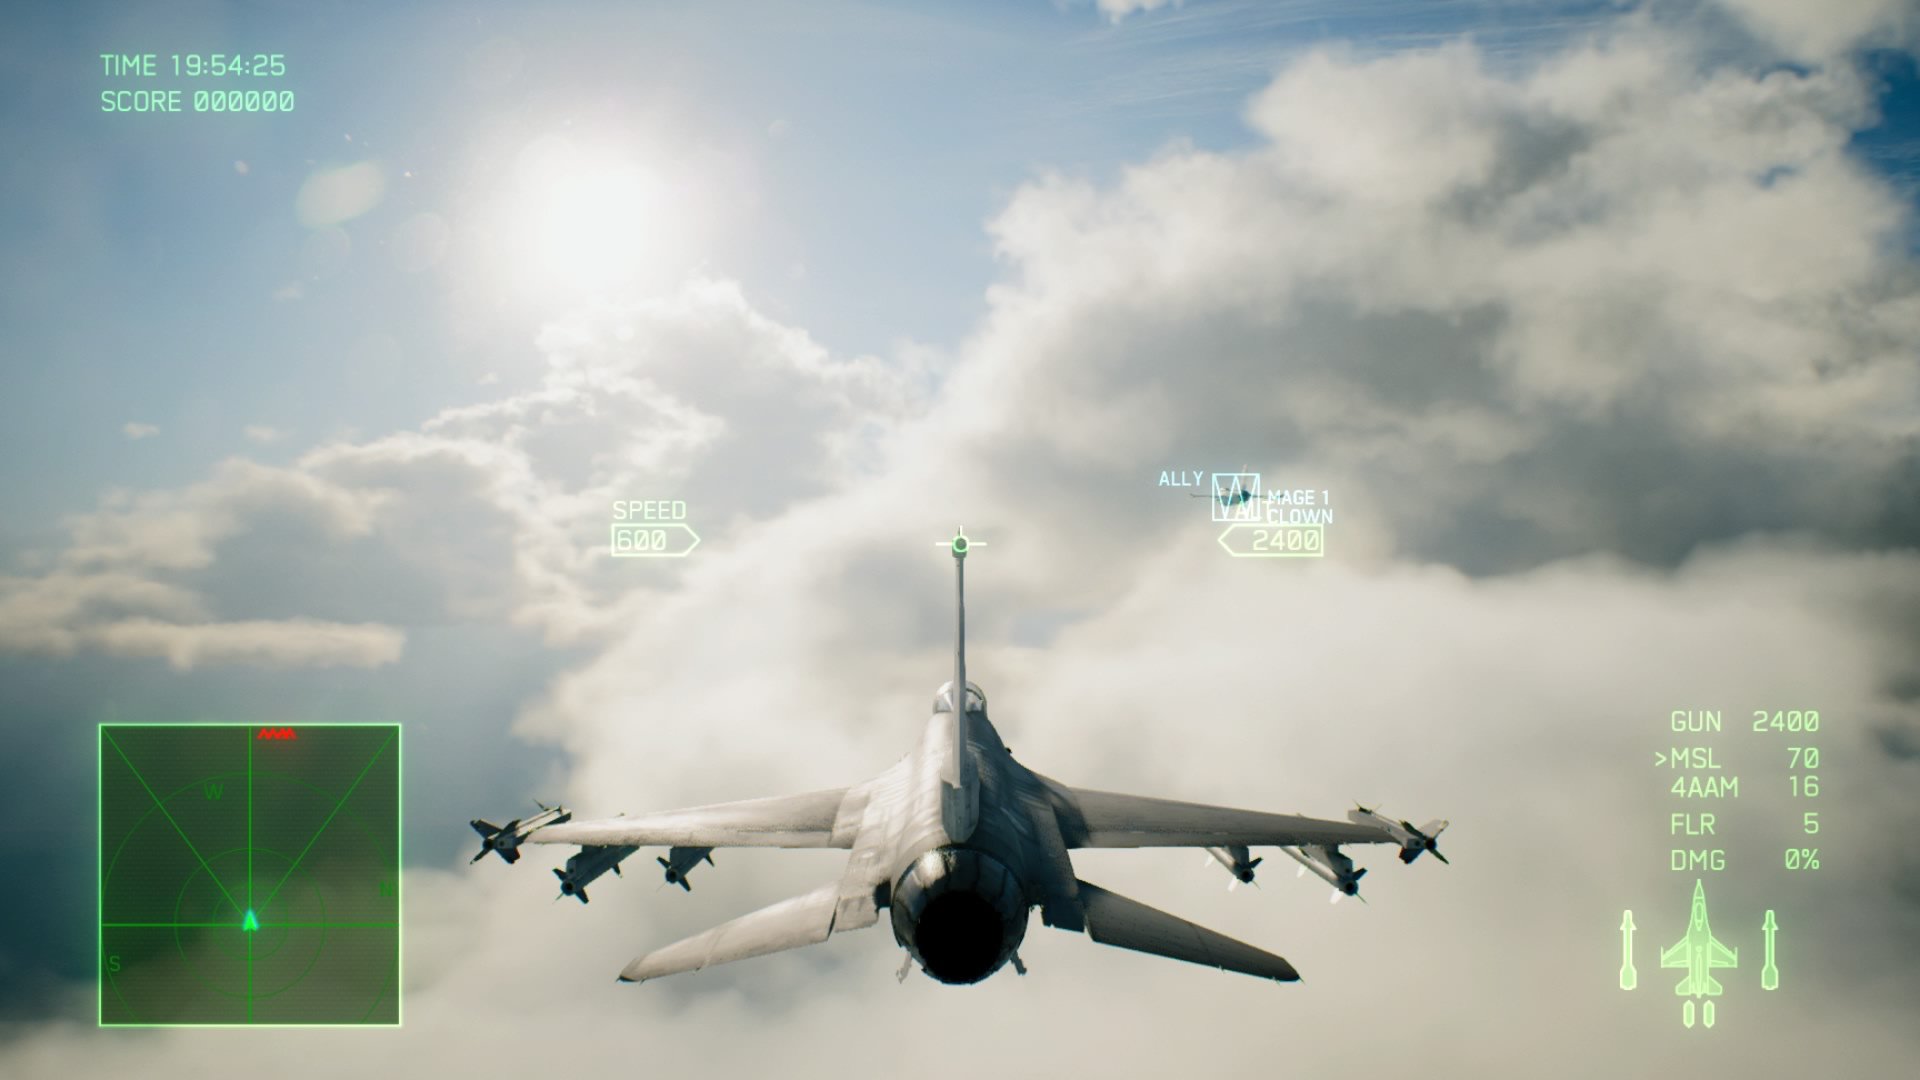 TIME 19:54:25
SCORE 000000
ALLY
MAGE 1
CLOWN
SPEED
600
2400
GUN 2400
>MSL 70
4AAM 16
FLR 5
DMG 0%
W
N
S